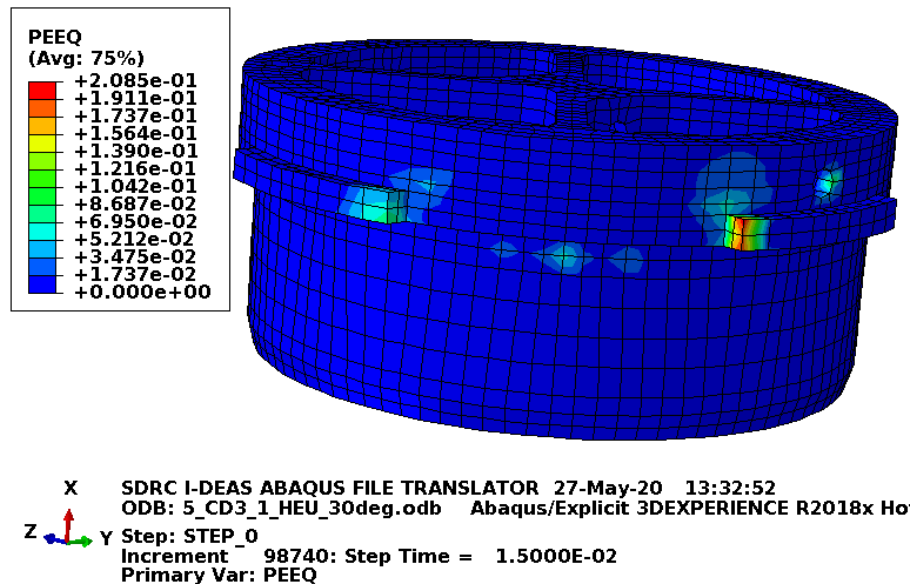 PEEQ
(Avg: 75%)
+2.085e-01
+1.911e-01
+1.737e-01
+1.564e-01
+1.390e-01
+1.216e-01
+1.042e-01
+8.687e-02
+6.950e-02
+5.212e-02
+3.475e-02
+1.737e-02
+0.000e+00
X
Z
Y
SDRC I-DEAS ABAQUS FILE TRANSLATOR 27-May-20 13:32:52
ODB: 5_CD3_1_HEU_30deg.odb Abaqus/Explicit 3DEXPERIENCE R2018x
Step: STEP_0
Increment 98740: Step Time = 1.5000E-02
Primary Var: PEEQ